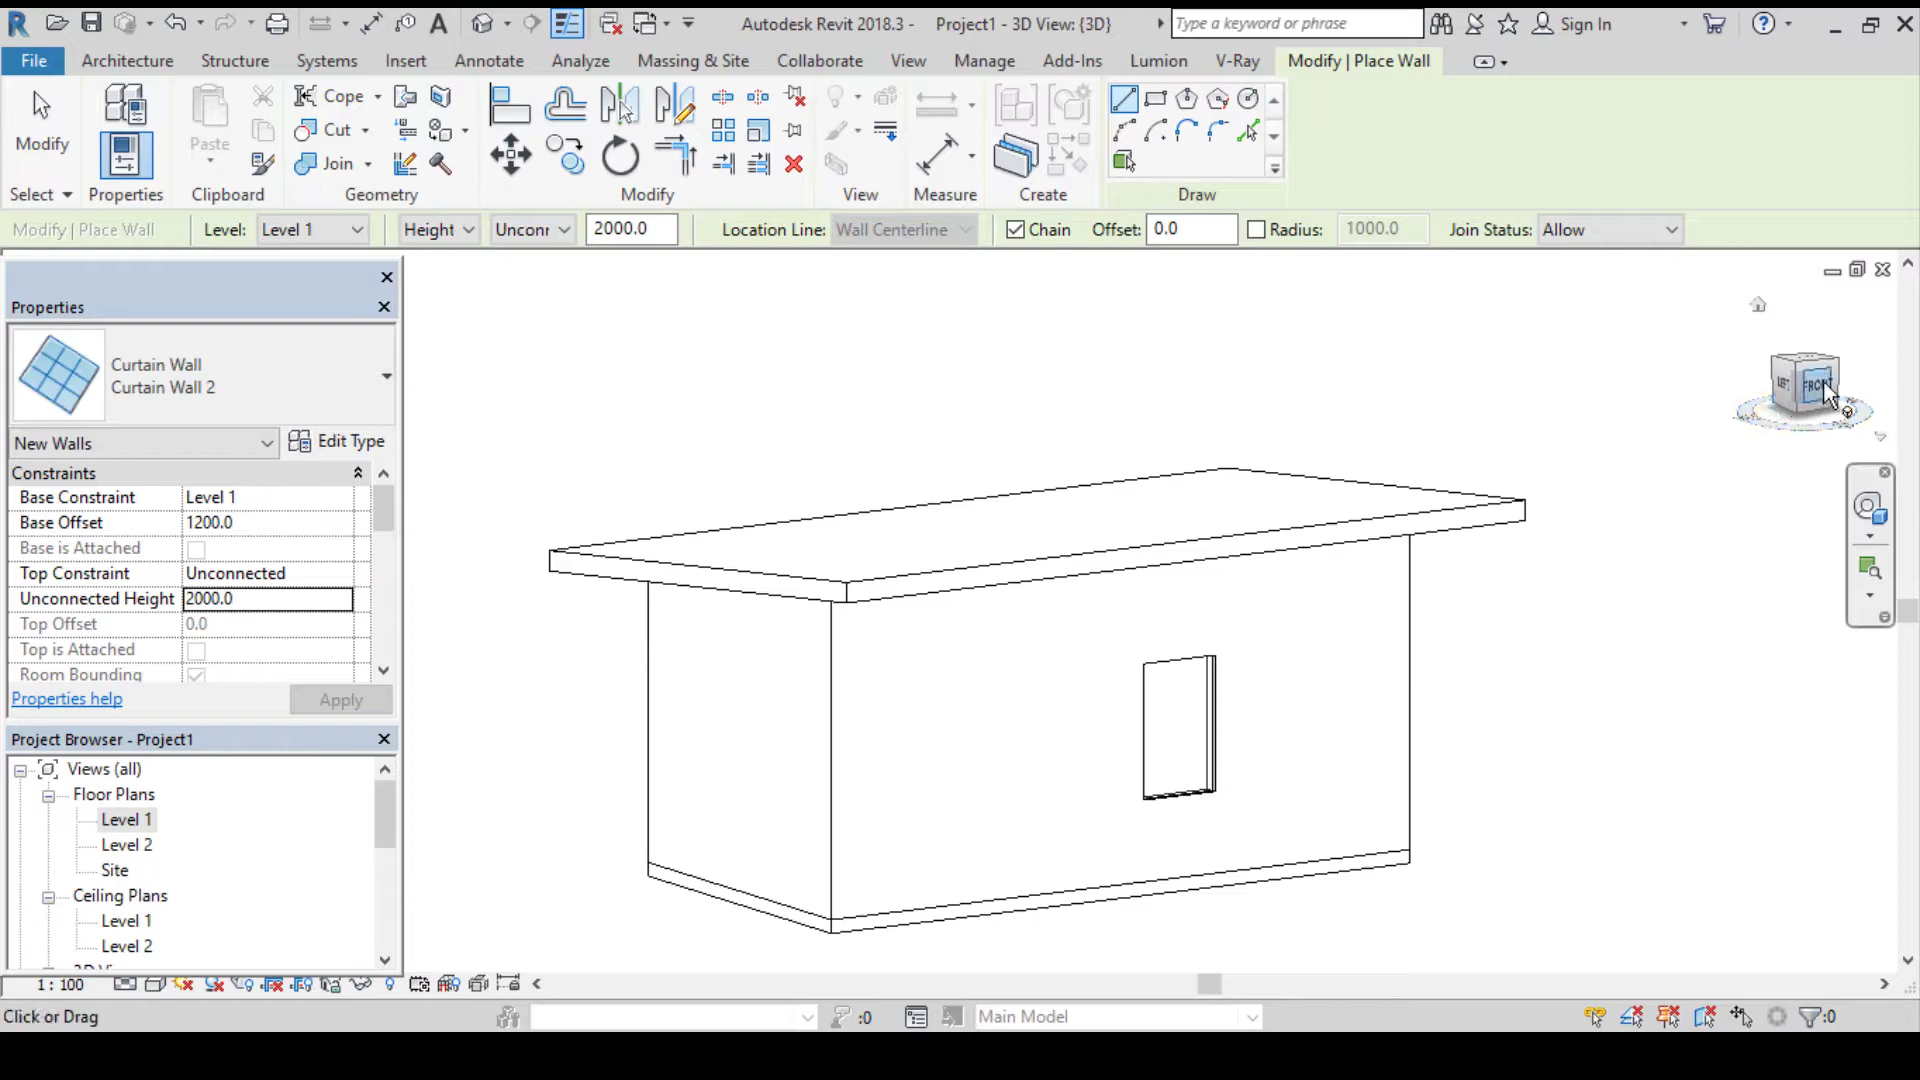 Autodesk Revit 2018.3 - Project1 - 3D View: {3D}
Type a keyword or phrase
Sign In
File Architecture Structure Systems Insert Annotate Analyze Massing & Site Collaborate View Manage Add-Ins Lumion V-Ray Modify | Place Wall
Modify
Paste
Cope
Cut
Join
Select Properties Clipboard Geometry Modify View Measure Create Draw
Modify | Place Wall Level: Level 1 Height Unconr 2000.0 Location Line: Wall Centerline Chain Offset: 0.0 Radius: 1000.0 Join Status: Allow
Properties
Curtain Wall
Curtain Wall 2
New Walls Edit Type
Constraints
Base Constraint Level 1
Base Offset 1200.0
Base is Attached
Top Constraint Unconnected
Unconnected Height 2000.0
Top Offset 0.0
Top is Attached
Room Bounding
Properties help Apply
Project Browser - Project1
Views (all)
Floor Plans
Level 1
Level 2
Site
Ceiling Plans
Level 1
Level 2
FRONT
1 : 100
Click or Drag
:0
Main Model
:0